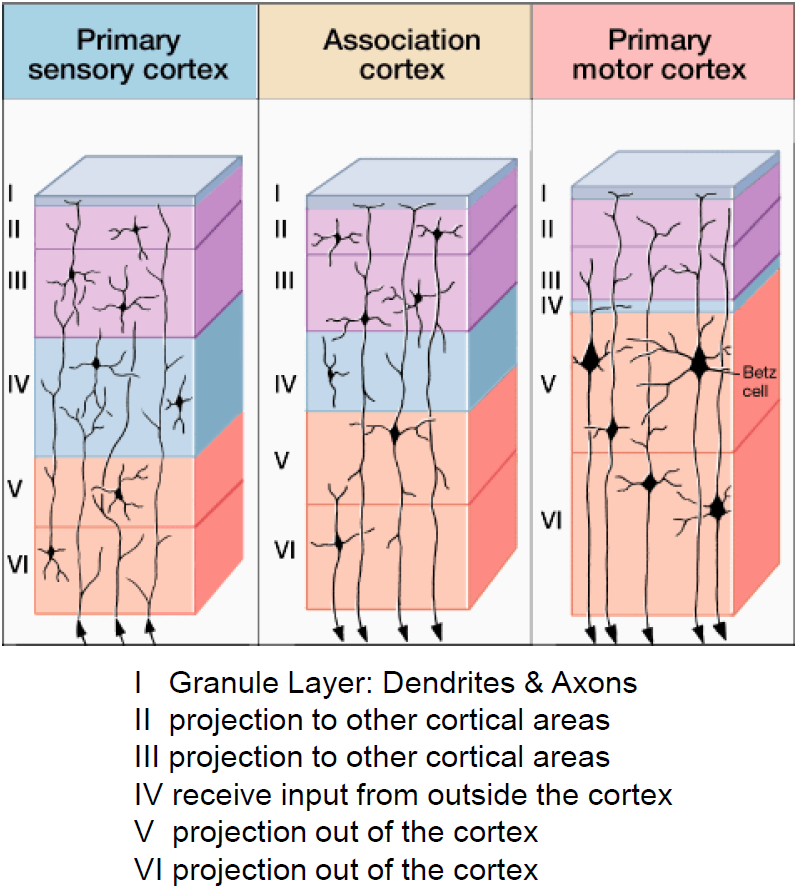 Primary
sensory cortex
Association
cortex
Primary
motor cortex
I
II
III
IV
V
VI
I
II
III
IV
V
VI
I
II
III
IV
V
VI
Betz
cell
I Granule Layer: Dendrites & Axons
II projection to other cortical areas
III projection to other cortical areas
IV receive input from outside the cortex
V projection out of the cortex
VI projection out of the cortex